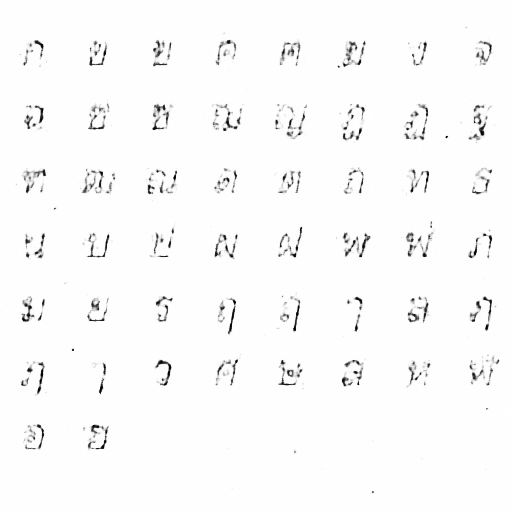 ก ข ฃ ค ฅ ฆ ง จ
ฉ ช ซ ฌ ญ ฎ ฏ ฐ
ฑ ฒ ณ ด ต ถ ท ธ
น บ ป ผ ฝ พ ฟ ภ
ม ย ร ฤ ฤ ๅ ล ฦ
ฦ ๅ ว ศ ษ ส ห ฬ
อ ฮ